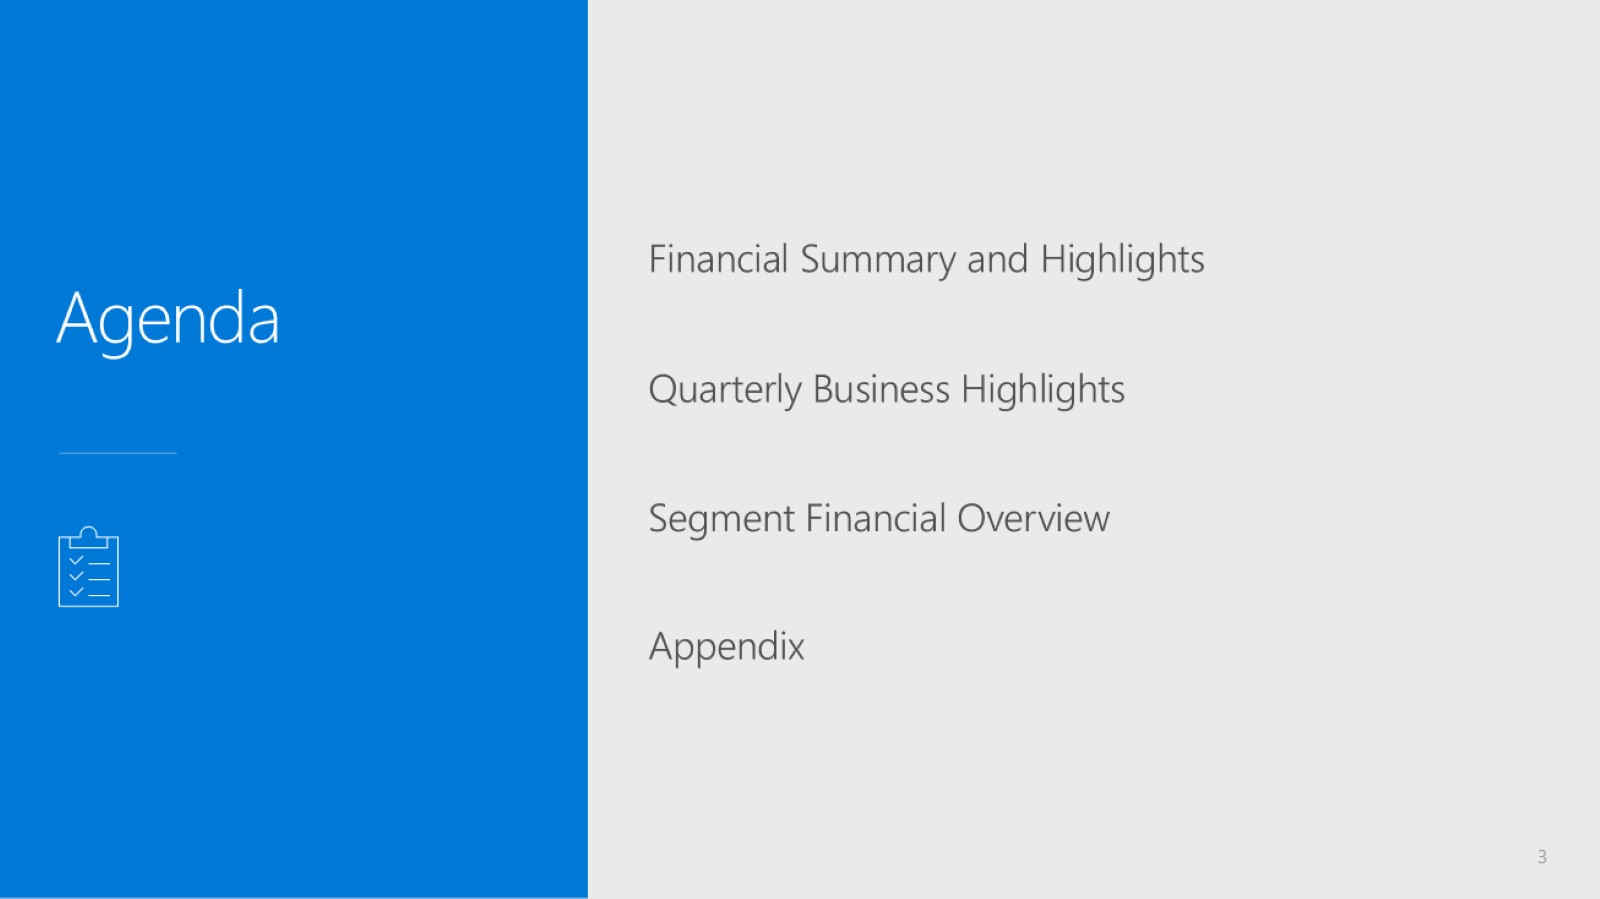 Agenda
Financial Summary and Highlights
Quarterly Business Highlights
Segment Financial Overview
Appendix
3